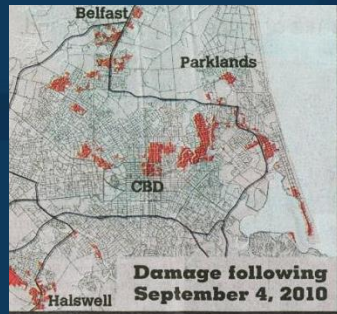 Belfast
Parklands
CBD
Damage following
September 4, 2010
Halswell